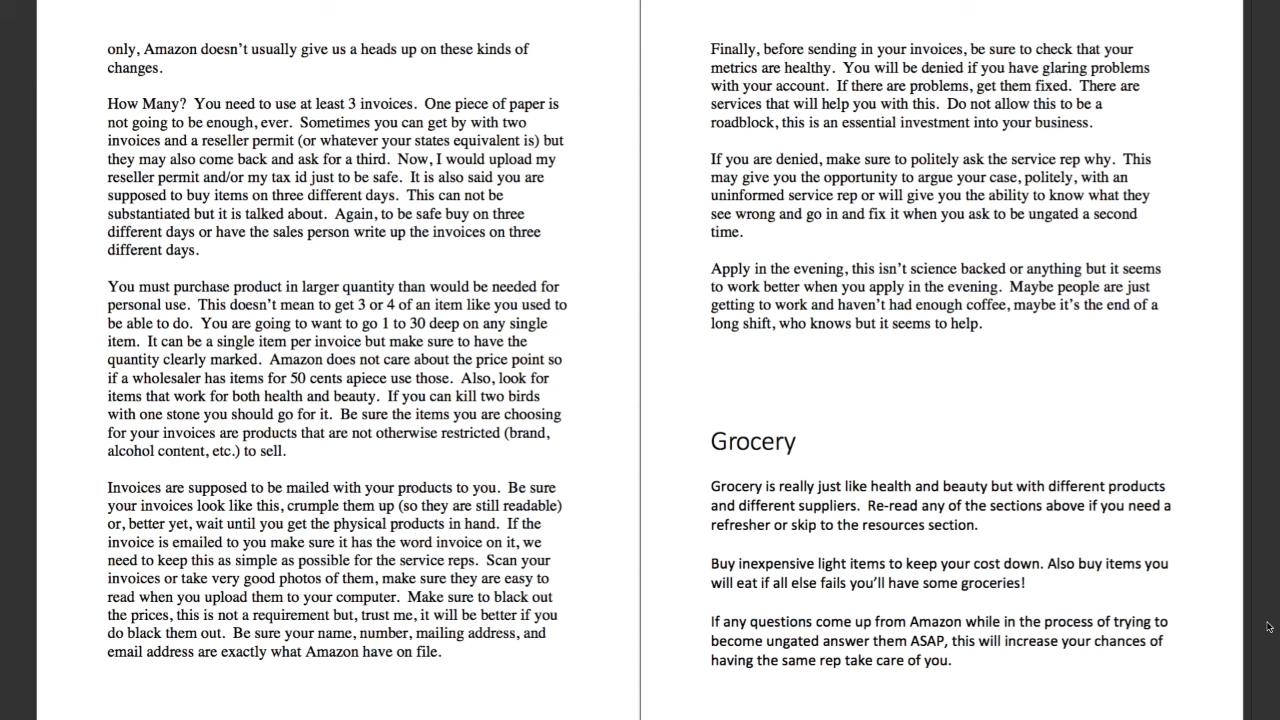 only, Amazon doesn’t usually give us a heads up on these kinds of
changes.
How Many?  You need to use at least 3 invoices.  One piece of paper is
not going to be enough, ever.  Sometimes you can get by with two
invoices and a reseller permit (or whatever your states equivalent is) but
they may also come back and ask for a third.  Now, I would upload my
reseller permit and/or my tax id just to be safe.  It is also said you are
supposed to buy items on three different days.  This can not be
substantiated but it is talked about.  Again, to be safe buy on three
different days or have the sales person write up the invoices on three
different days.
You must purchase product in larger quantity than would be needed for
personal use.  This doesn’t mean to get 3 or 4 of an item like you used to
be able to do.  You are going to want to go 1 to 30 deep on any single
item.  It can be a single item per invoice but make sure to have the
quantity clearly marked.  Amazon does not care about the price point so
if a wholesaler has items for 50 cents apiece use those.  Also, look for
items that work for both health and beauty.  If you can kill two birds
with one stone you should go for it.  Be sure the items you are choosing
for your invoices are products that are not otherwise restricted (brand,
alcohol content, etc.) to sell.
Invoices are supposed to be mailed with your products to you.  Be sure
your invoices look like this, crumple them up (so they are still readable)
or, better yet, wait until you get the physical products in hand.  If the
invoice is emailed to you make sure it has the word invoice on it, we
need to keep this as simple as possible for the service reps.  Scan your
invoices or take very good photos of them, make sure they are easy to
read when you upload them to your computer.  Make sure to black out
the prices, this is not a requirement but, trust me, it will be better if you
do black them out.  Be sure your name, number, mailing address, and
email address are exactly what Amazon have on file.
Finally, before sending in your invoices, be sure to check that your
metrics are healthy.  You will be denied if you have glaring problems
with your account.  If there are problems, get them fixed.  There are
services that will help you with this.  Do not allow this to be a
roadblock, this is an essential investment into your business.
If you are denied, make sure to politely ask the service rep why.  This
may give you the opportunity to argue your case, politely, with an
uninformed service rep or will give you the ability to know what they
see wrong and go in and fix it when you ask to be ungated a second
time.
Apply in the evening, this isn’t science backed or anything but it seems
to work better when you apply in the evening.  Maybe people are just
getting to work and haven’t had enough coffee, maybe it’s the end of a
long shift, who knows but it seems to help.
Grocery
Grocery is really just like health and beauty but with different products
and different suppliers.  Re-read any of the sections above if you need a
refresher or skip to the resources section.
Buy inexpensive light items to keep your cost down. Also buy items you
will eat if all else fails you’ll have some groceries!
If any questions come up from Amazon while in the process of trying to
become ungated answer them ASAP, this will increase your chances of
having the same rep take care of you.